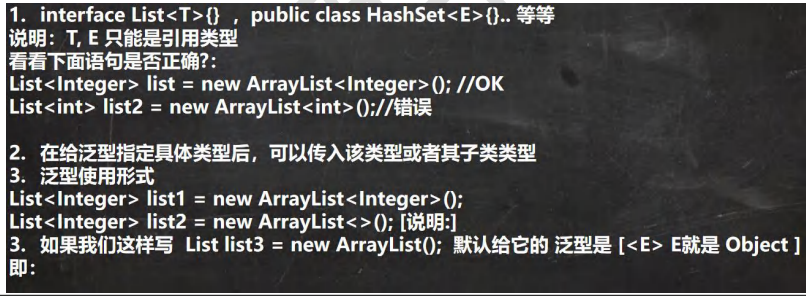 1. interface List<T>{} , public class HashSet<E>{}.. 等等
说明: T, E 只能是引用类型
看看下面语句是否正确?:
List<Integer> list = new ArrayList<Integer>(); //OK
List<int> list2 = new ArrayList<int>();//错误
2. 在给泛型指定具体类型后, 可以传入该类型或者其子类类型
3. 泛型使用形式
List<Integer> list1 = new ArrayList<Integer>();
List<Integer> list2 = new ArrayList<>(); [说明:]
3. 如果我们这样写 List list3 = new ArrayList(); 默认给它的 泛型是 [<E> E就是 Object ]
即: